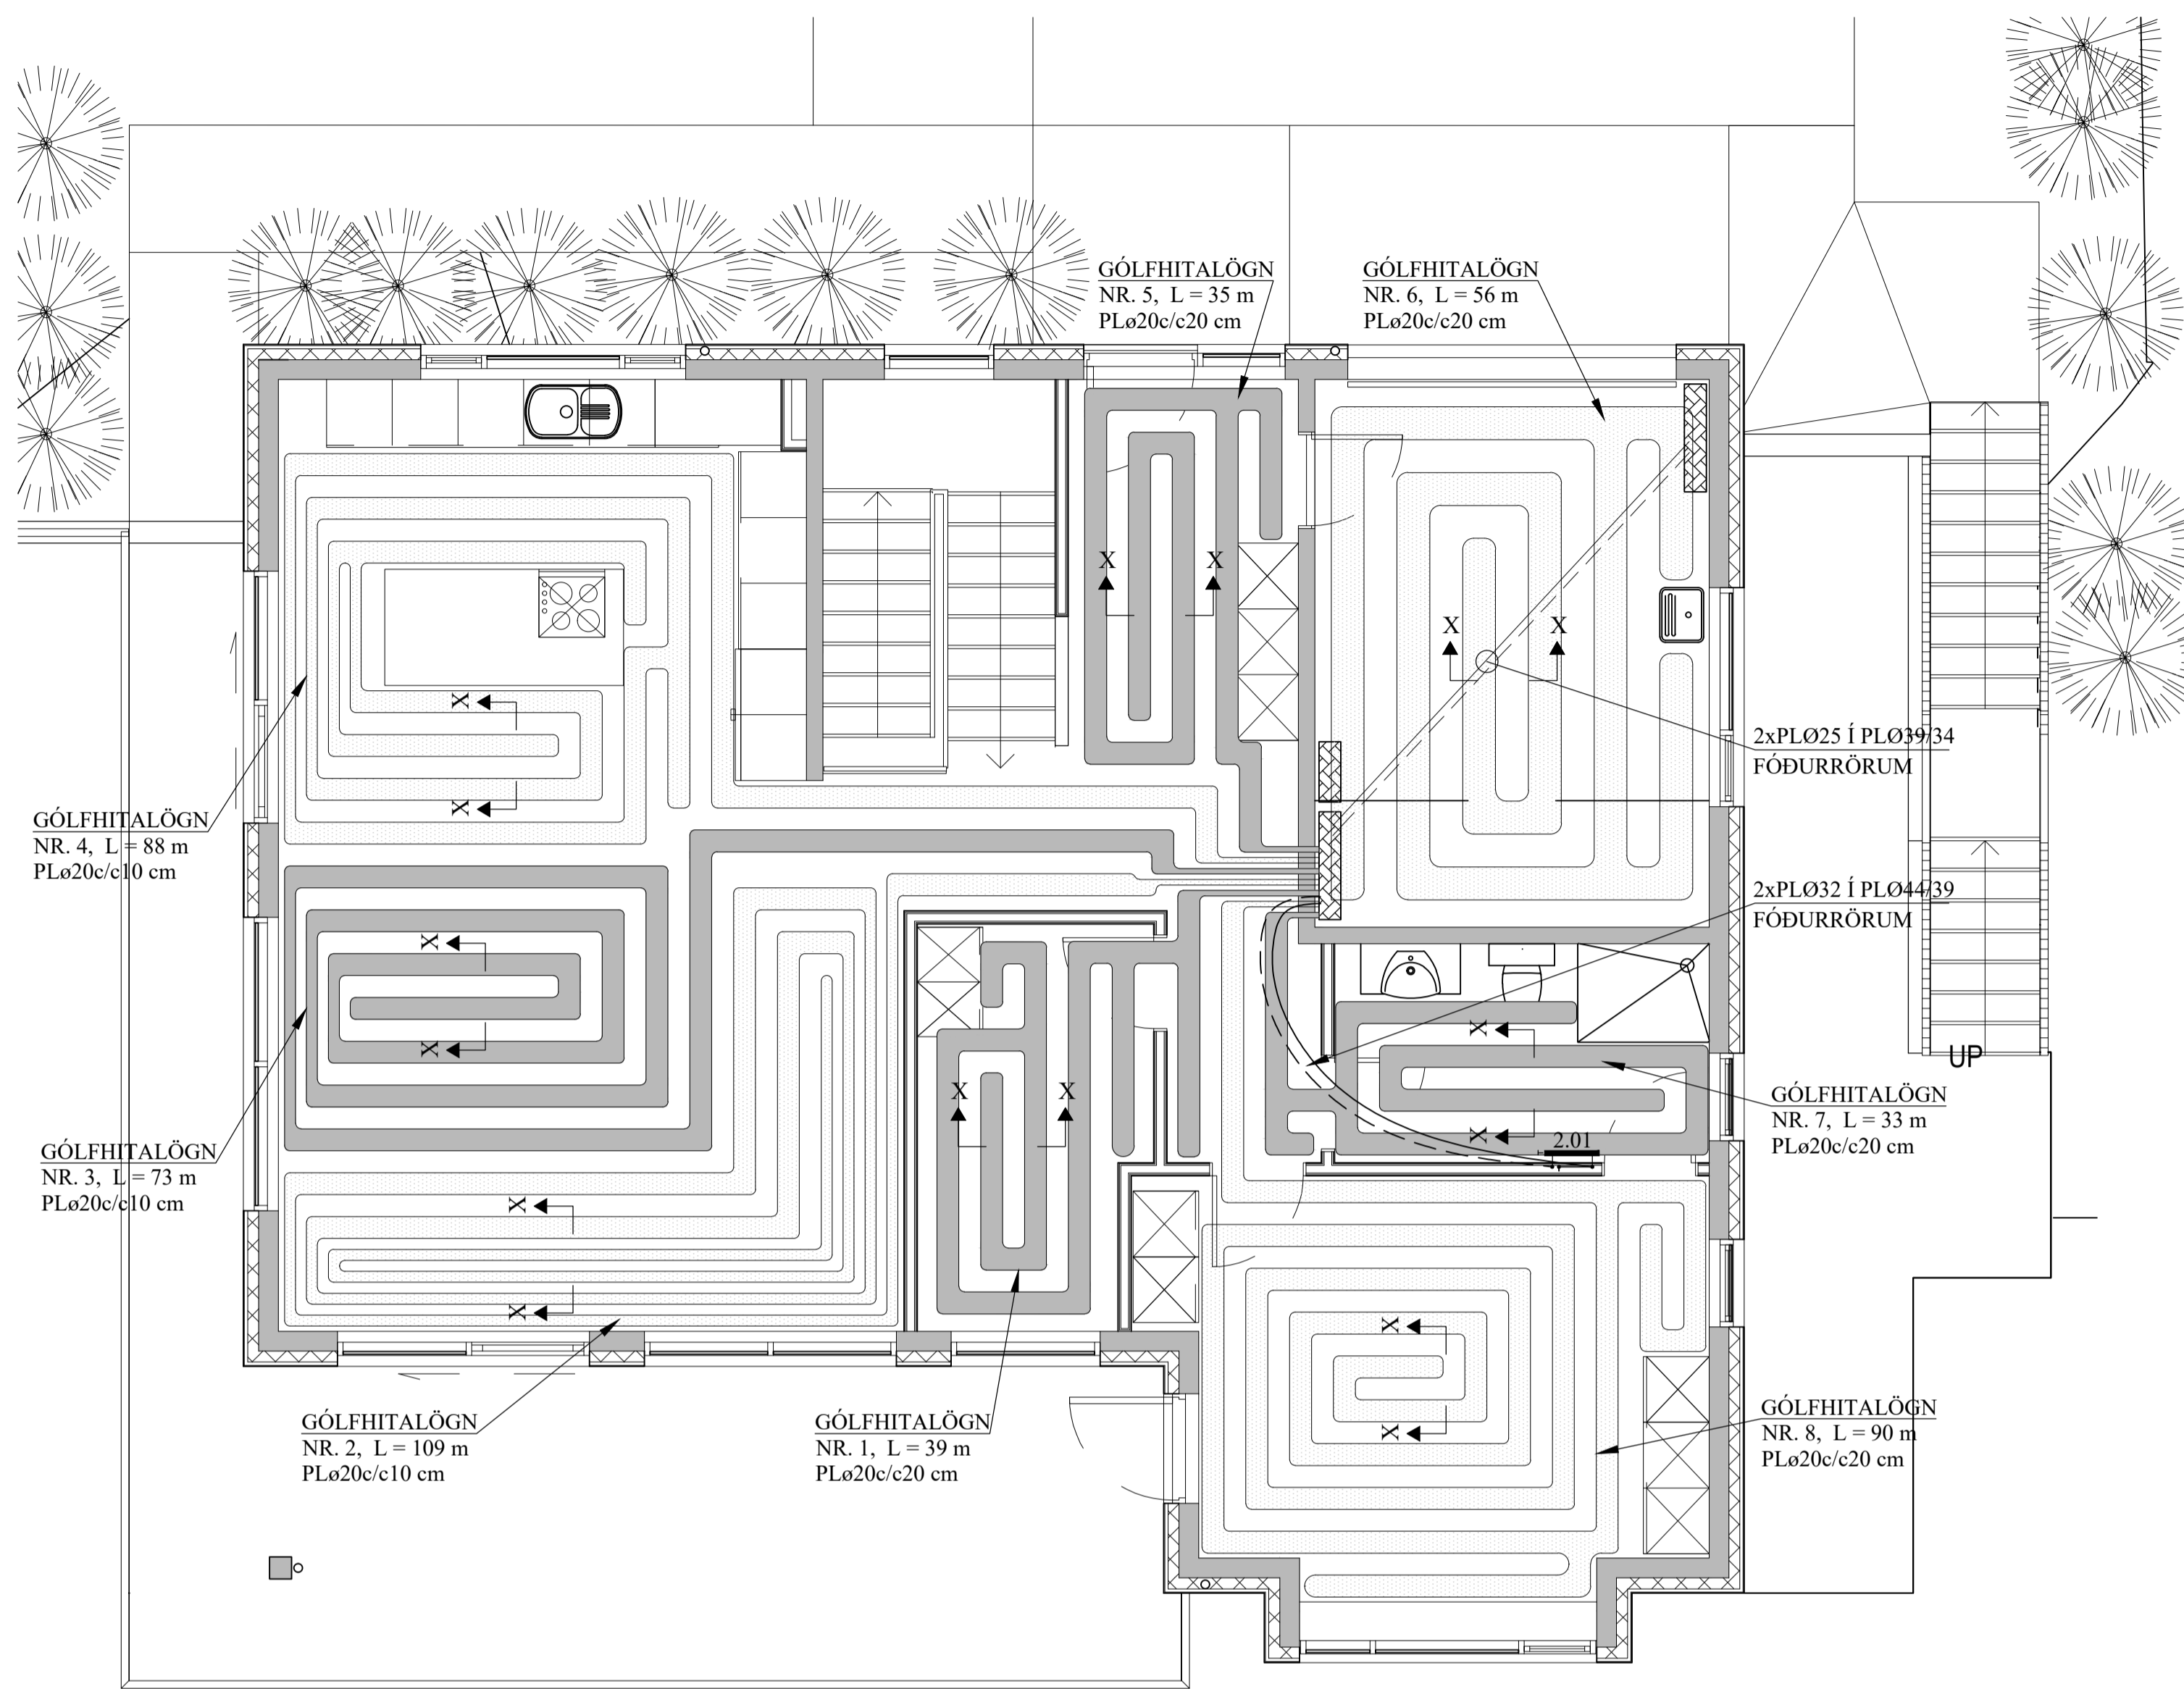 GÓLFHITALÖGN
NR. 5, L = 35 m
PLø20c/c20 cm
GÓLFHITALÖGN
NR. 6, L = 56 m
PLø20c/c20 cm
X
X
X
X
X
X
2xPLØ25 Í PLØ39/34
FÓÐURRÖRUM
GÓLFHITALÖGN
NR. 4, L = 88 m
PLø20c/c10 cm
2xPLØ32 Í PLØ44/39
FÓÐURRÖRUM
X
X
X
X
UP
X
X
2.01
GÓLFHITALÖGN
NR. 7, L = 33 m
PLø20c/c20 cm
GÓLFHITALÖGN
NR. 3, L = 73 m
PLø20c/c10 cm
X
X
X
X
GÓLFHITALÖGN
NR. 2, L = 109 m
PLø20c/c10 cm
GÓLFHITALÖGN
NR. 1, L = 39 m
PLø20c/c20 cm
GÓLFHITALÖGN
NR. 8, L = 90 m
PLø20c/c20 cm